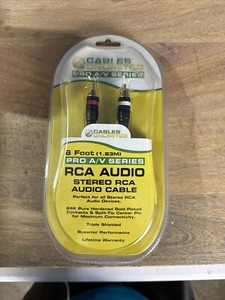 CABLES
UNLIMITED
PRO A/V SERIES
CABLES
UNLIMITED
6 Foot (1.83M)
PRO A/V SERIES
RCA AUDIO
STEREO RCA
AUDIO CABLE
Perfect for all Stereo RCA
Audio Devices.
24K Pure Hardened Gold Plated
Contacts & Split-Tip Center Pin
for Maximum Connectivity.
Triple Shielded
Superior Performance
Lifetime Warranty